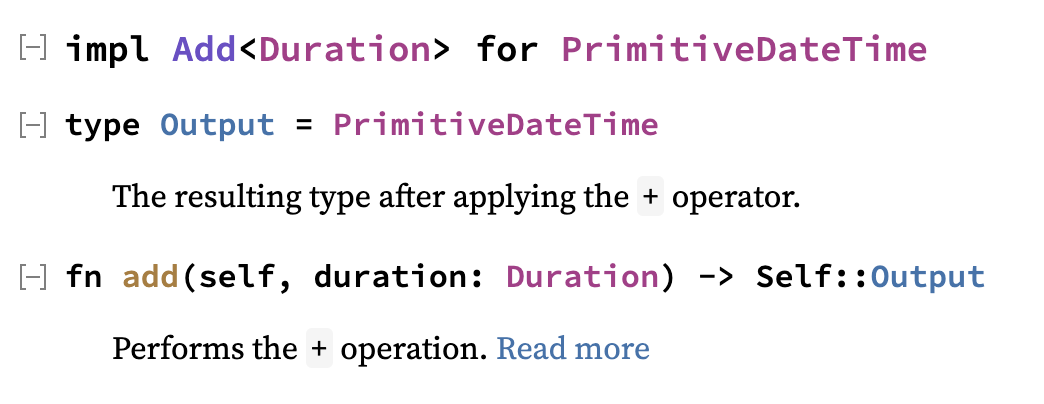 [−] impl Add<Duration> for PrimitiveDateTime
[−] type Output = PrimitiveDateTime
The resulting type after applying the + operator.
[−] fn add(self, duration: Duration) -> Self::Output
Performs the + operation. Read more